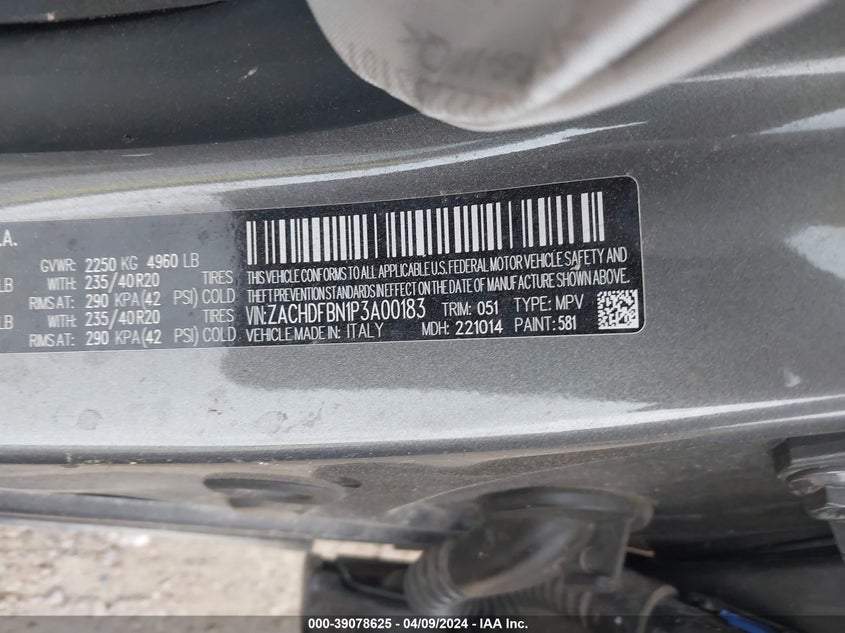 .A.
GVWR: 2250 KG 4960 LB
LB WITH: 235/40R20 TIRES
RIMS AT: 290 KPA(42 PSI) COLD
LB WITH: 235/40R20 TIRES
RIMS AT: 290 KPA(42 PSI) COLD
THIS VEHICLE CONFORMS TO ALL APPLICABLE U.S. FEDERAL MOTOR VEHICLE SAFETY AND
THEFT PREVENTION STANDARDS IN EFFECT ON THE DATE OF MANUFACTURE SHOWN ABOVE.
VIN:ZACHDFBN1P3A00183 TRIM: 051 TYPE: MPV
VEHICLE MADE IN: ITALY MDH: 221014 PAINT: 581
000-39078625 - 04/09/2024 - IAAI.com